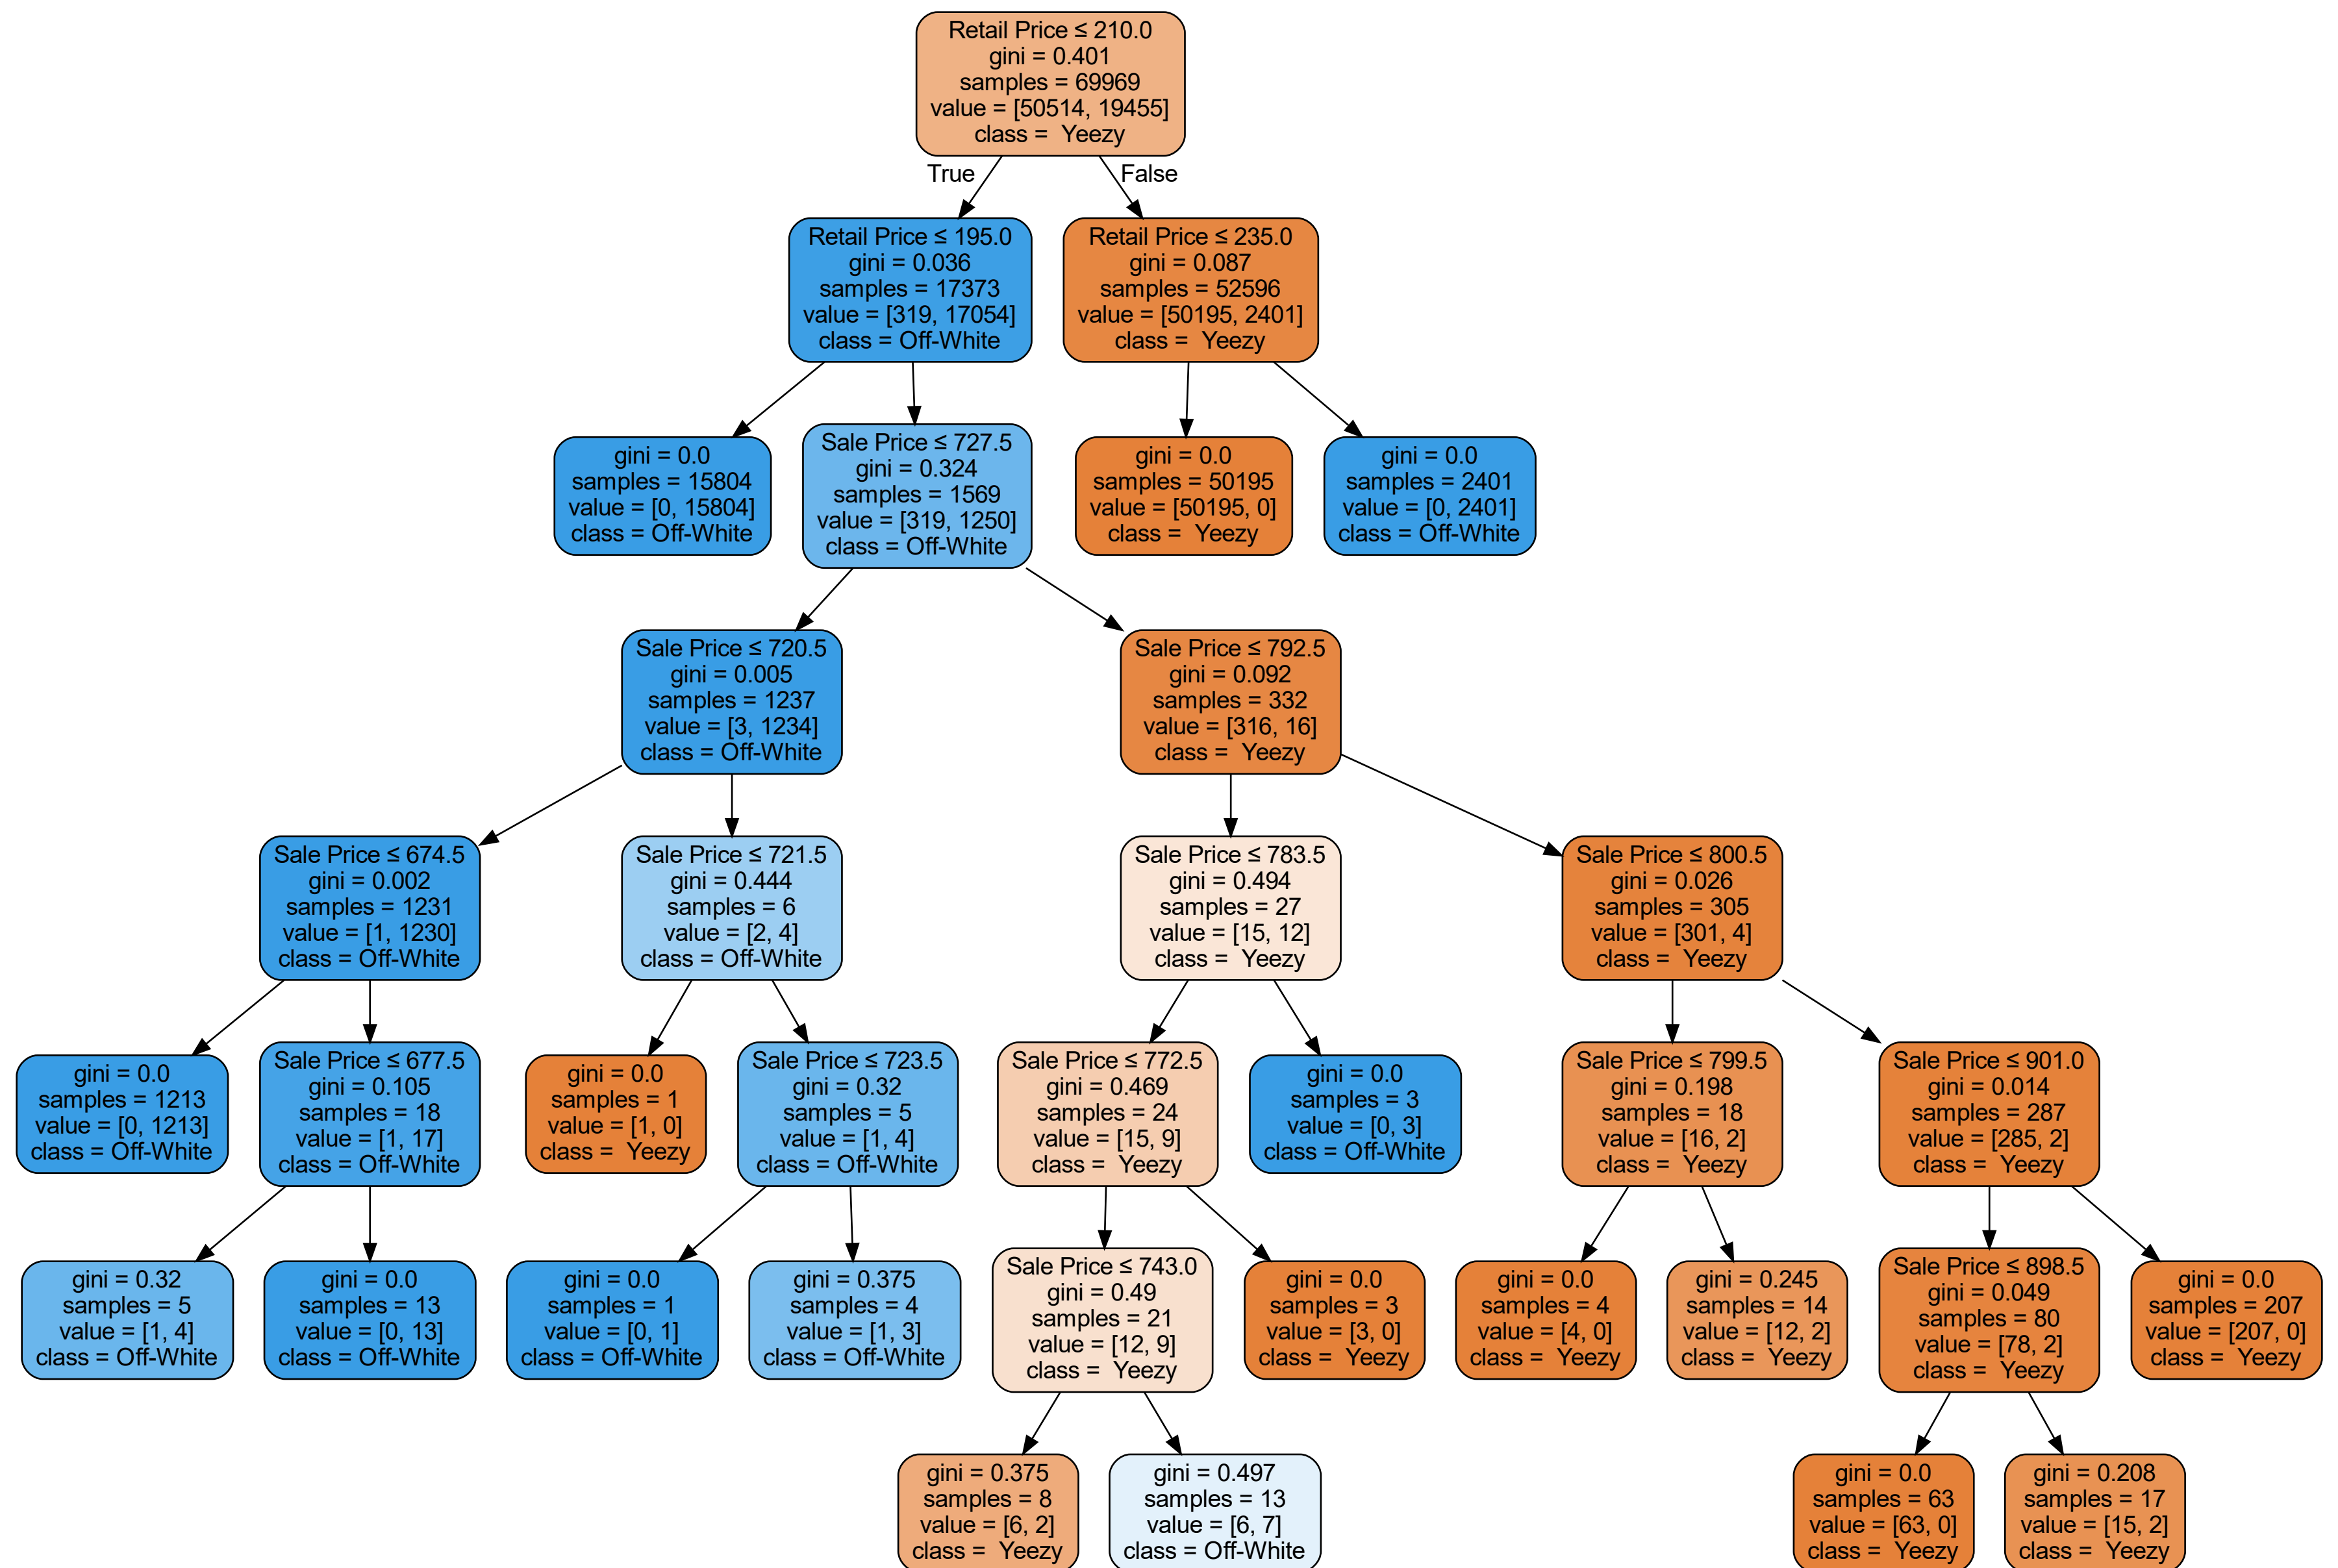 Retail Price ≤ 210.0
gini = 0.401
samples = 69969
value = [50514, 19455]
class = Yeezy
True
False
Retail Price ≤ 195.0
gini = 0.036
samples = 17373
value = [319, 17054]
class = Off-White
Retail Price ≤ 235.0
gini = 0.087
samples = 52596
value = [50195, 2401]
class = Yeezy
gini = 0.0
samples = 15804
value = [0, 15804]
class = Off-White
Sale Price ≤ 727.5
gini = 0.324
samples = 1569
value = [319, 1250]
class = Off-White
gini = 0.0
samples = 50195
value = [50195, 0]
class = Yeezy
gini = 0.0
samples = 2401
value = [0, 2401]
class = Off-White
Sale Price ≤ 720.5
gini = 0.005
samples = 1237
value = [3, 1234]
class = Off-White
Sale Price ≤ 792.5
gini = 0.092
samples = 332
value = [316, 16]
class = Yeezy
Sale Price ≤ 674.5
gini = 0.002
samples = 1231
value = [1, 1230]
class = Off-White
Sale Price ≤ 721.5
gini = 0.444
samples = 6
value = [2, 4]
class = Off-White
Sale Price ≤ 783.5
gini = 0.494
samples = 27
value = [15, 12]
class = Yeezy
Sale Price ≤ 800.5
gini = 0.026
samples = 305
value = [301, 4]
class = Yeezy
gini = 0.0
samples = 1213
value = [0, 1213]
class = Off-White
Sale Price ≤ 677.5
gini = 0.105
samples = 18
value = [1, 17]
class = Off-White
gini = 0.0
samples = 1
value = [1, 0]
class = Yeezy
Sale Price ≤ 723.5
gini = 0.32
samples = 5
value = [1, 4]
class = Off-White
Sale Price ≤ 772.5
gini = 0.469
samples = 24
value = [15, 9]
class = Yeezy
gini = 0.0
samples = 3
value = [0, 3]
class = Off-White
Sale Price ≤ 799.5
gini = 0.198
samples = 18
value = [16, 2]
class = Yeezy
Sale Price ≤ 901.0
gini = 0.014
samples = 287
value = [285, 2]
class = Yeezy
gini = 0.32
samples = 5
value = [1, 4]
class = Off-White
gini = 0.0
samples = 13
value = [0, 13]
class = Off-White
gini = 0.0
samples = 1
value = [0, 1]
class = Off-White
gini = 0.375
samples = 4
value = [1, 3]
class = Off-White
Sale Price ≤ 743.0
gini = 0.49
samples = 21
value = [12, 9]
class = Yeezy
gini = 0.0
samples = 3
value = [3, 0]
class = Yeezy
gini = 0.0
samples = 4
value = [4, 0]
class = Yeezy
gini = 0.245
samples = 14
value = [12, 2]
class = Yeezy
Sale Price ≤ 898.5
gini = 0.049
samples = 80
value = [78, 2]
class = Yeezy
gini = 0.0
samples = 207
value = [207, 0]
class = Yeezy
gini = 0.375
samples = 8
value = [6, 2]
class = Yeezy
gini = 0.497
samples = 13
value = [6, 7]
class = Off-White
gini = 0.0
samples = 63
value = [63, 0]
class = Yeezy
gini = 0.208
samples = 17
value = [15, 2]
class = Yeezy